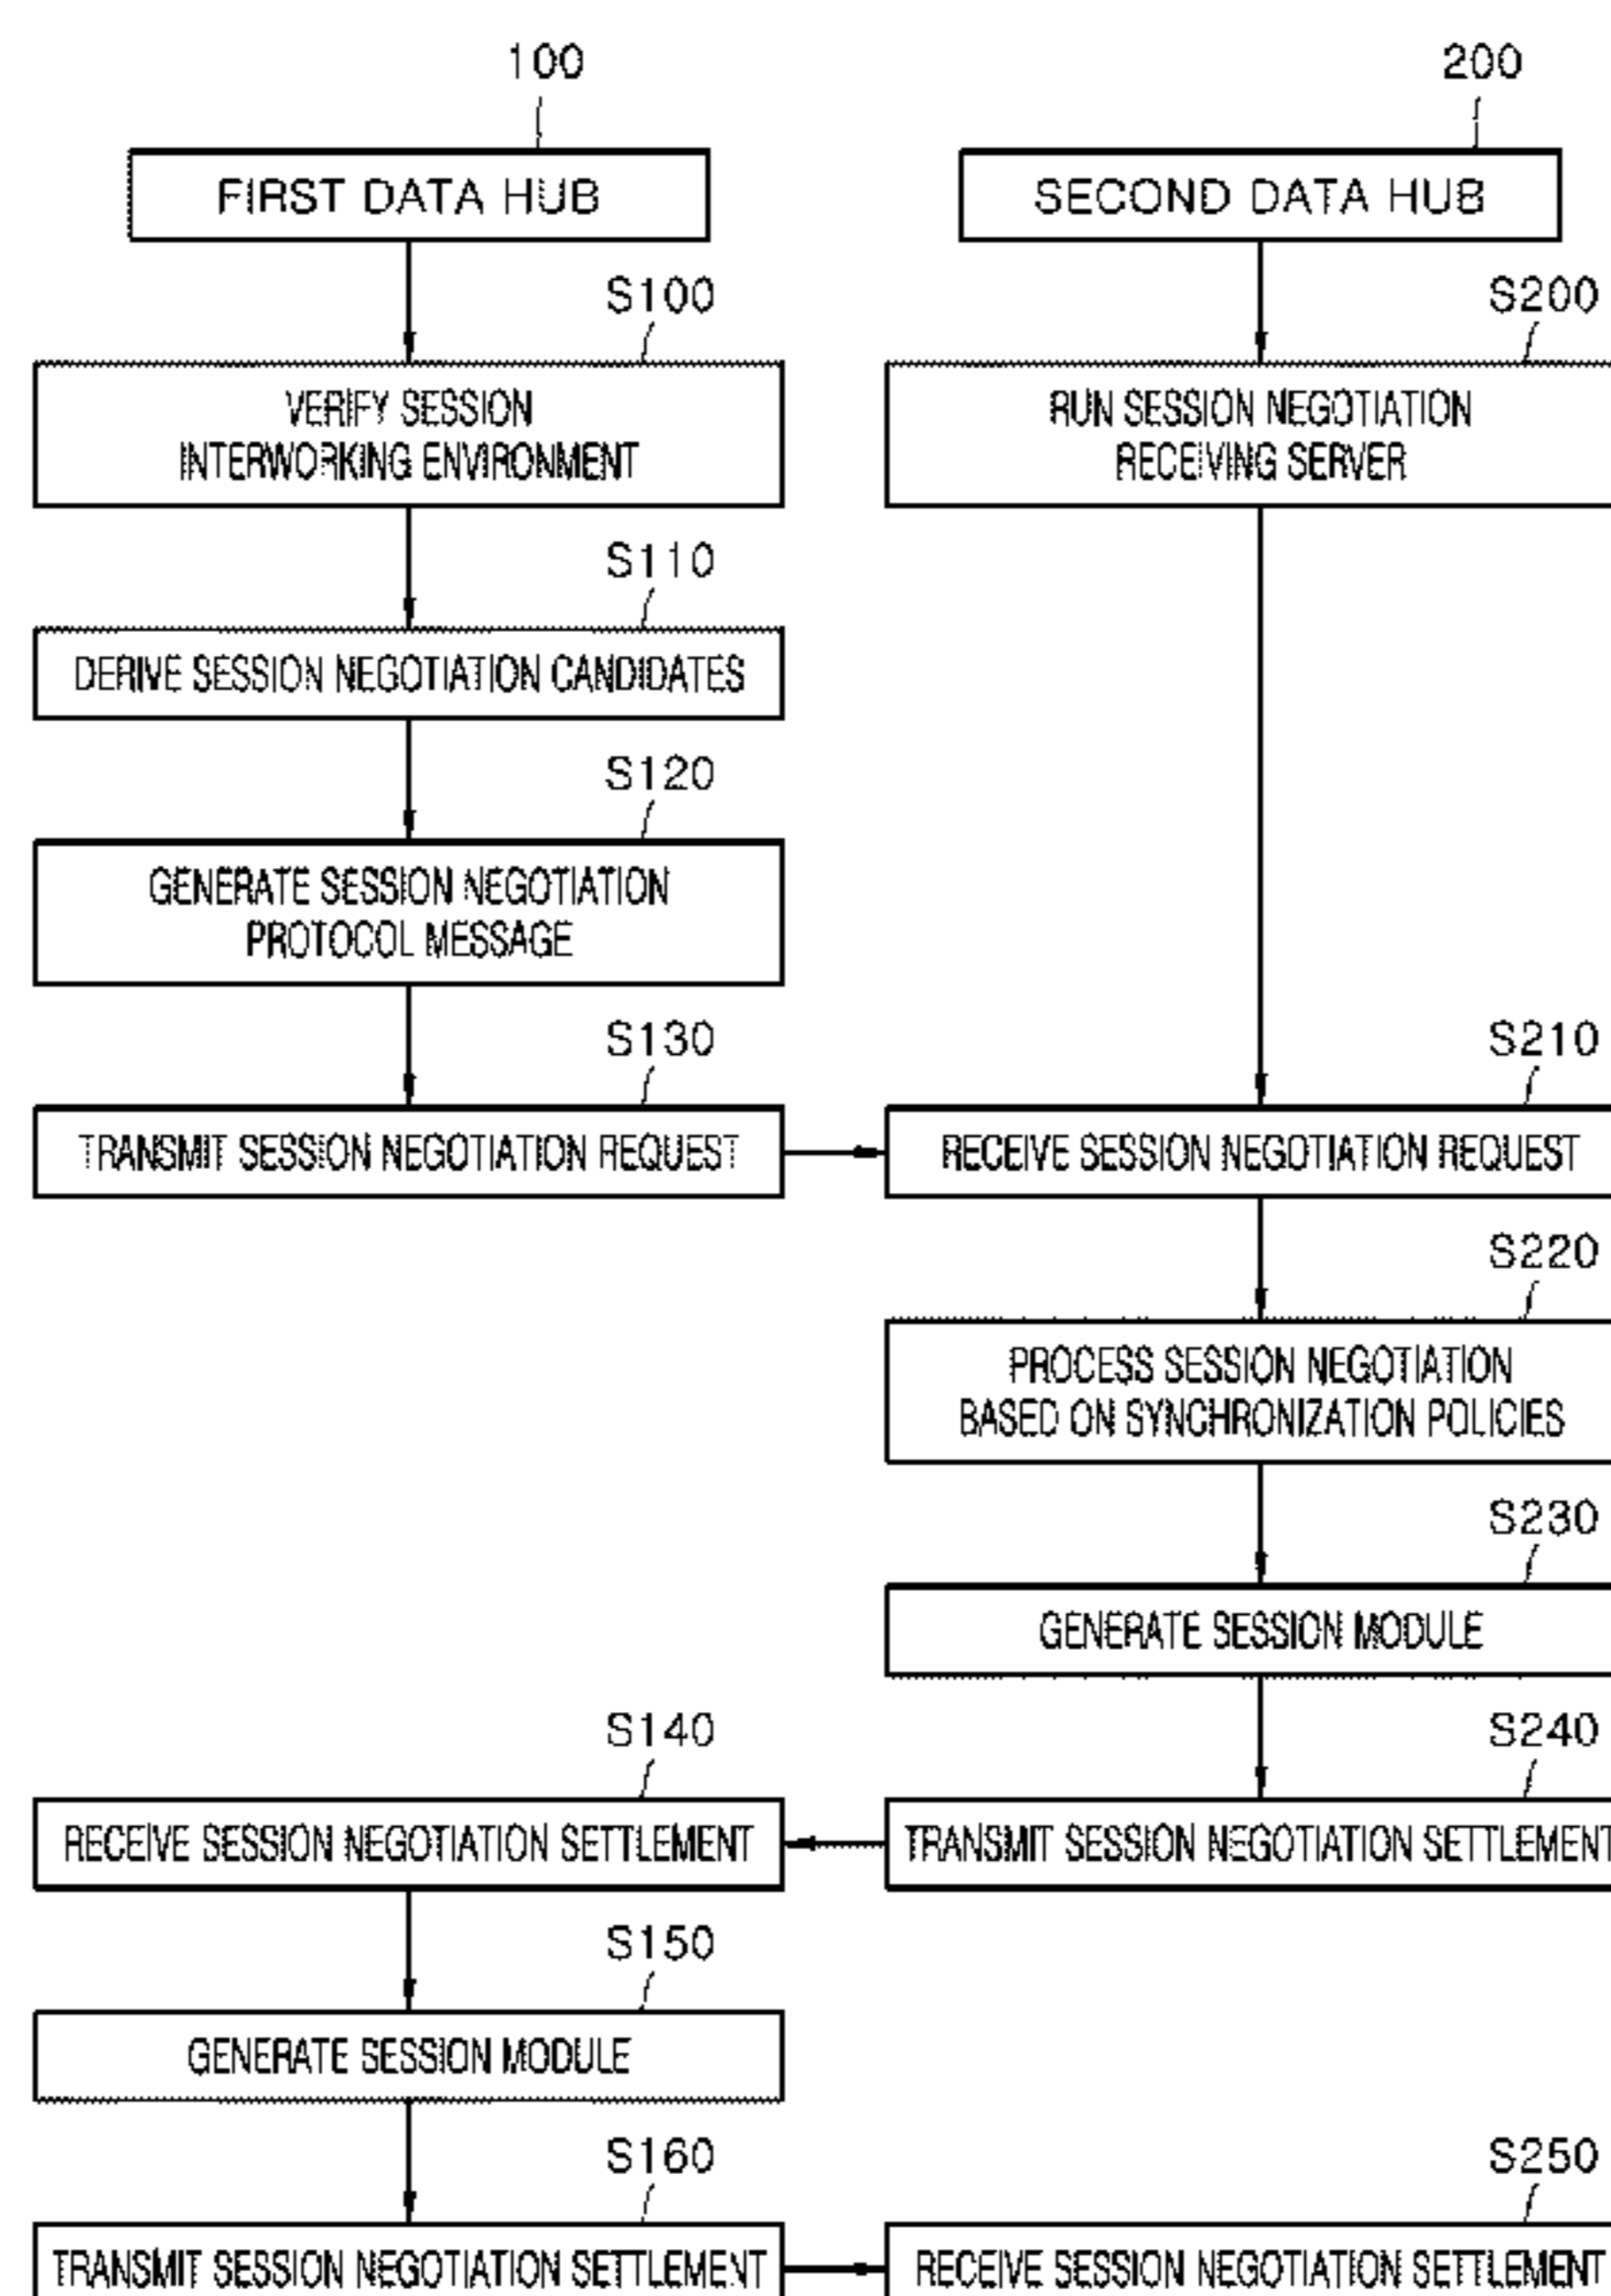 100
200
FIRST DATA HUB
SECOND DATA HUB
S100
S200
VERIFY SESSION
INTERWORKING ENVIRONMENT
RUN SESSION NEGOTIATION
RECEIVING SERVER
S110
DERIVE SESSION NEGOTIATION CANDIDATES
S120
GENERATE SESSION NEGOTIATION
PROTOCOL MESSAGE
S130
S210
TRANSMIT SESSION NEGOTIATION REQUEST
RECEIVE SESSION NEGOTIATION REQUEST
S220
PROCESS SESSION NEGOTIATION
BASED ON SYNCHRONIZATION POLICIES
S230
GENERATE SESSION MODULE
S140
S240
RECEIVE SESSION NEGOTIATION SETTLEMENT
TRANSMIT SESSION NEGOTIATION SETTLEMENT
S150
GENERATE SESSION MODULE
S160
S250
TRANSMIT SESSION NEGOTIATION SETTLEMENT
RECEIVE SESSION NEGOTIATION SETTLEMENT